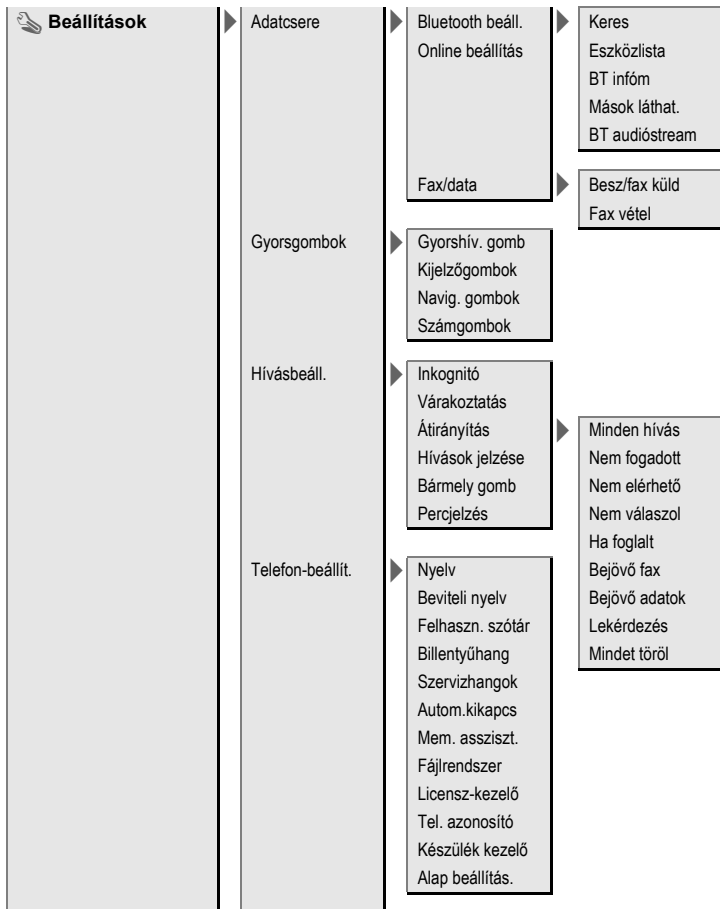 Beállítások
Adatcsere
Bluetooth beáll.
Keres
Eszközlista
BT infóm
Mások láthat.
BT audióstream
Online beállítás
Fax/data
Besz/fax küld
Fax vétel
Gyorsgombok
Gyorshív. gomb
Kijelzőgombok
Navig. gombok
Számgombok
Hívásbeáll.
Inkognitó
Várakoztatás
Átirányítás
Minden hívás
Nem fogadott
Nem elérhető
Nem válaszol
Ha foglalt
Bejövő fax
Bejövő adatok
Lekérdezés
Mindet töröl
Hívások jelzése
Bármely gomb
Percjelzés
Telefon-beállít.
Nyelv
Beviteli nyelv
Felhaszn. szótár
Billentyűhang
Szervizhangok
Autom.kikapcs
Mem. assziszt.
Fájlrendszer
Licensz-kezelő
Tel. azonosító
Készülék kezelő
Alap beállítás.